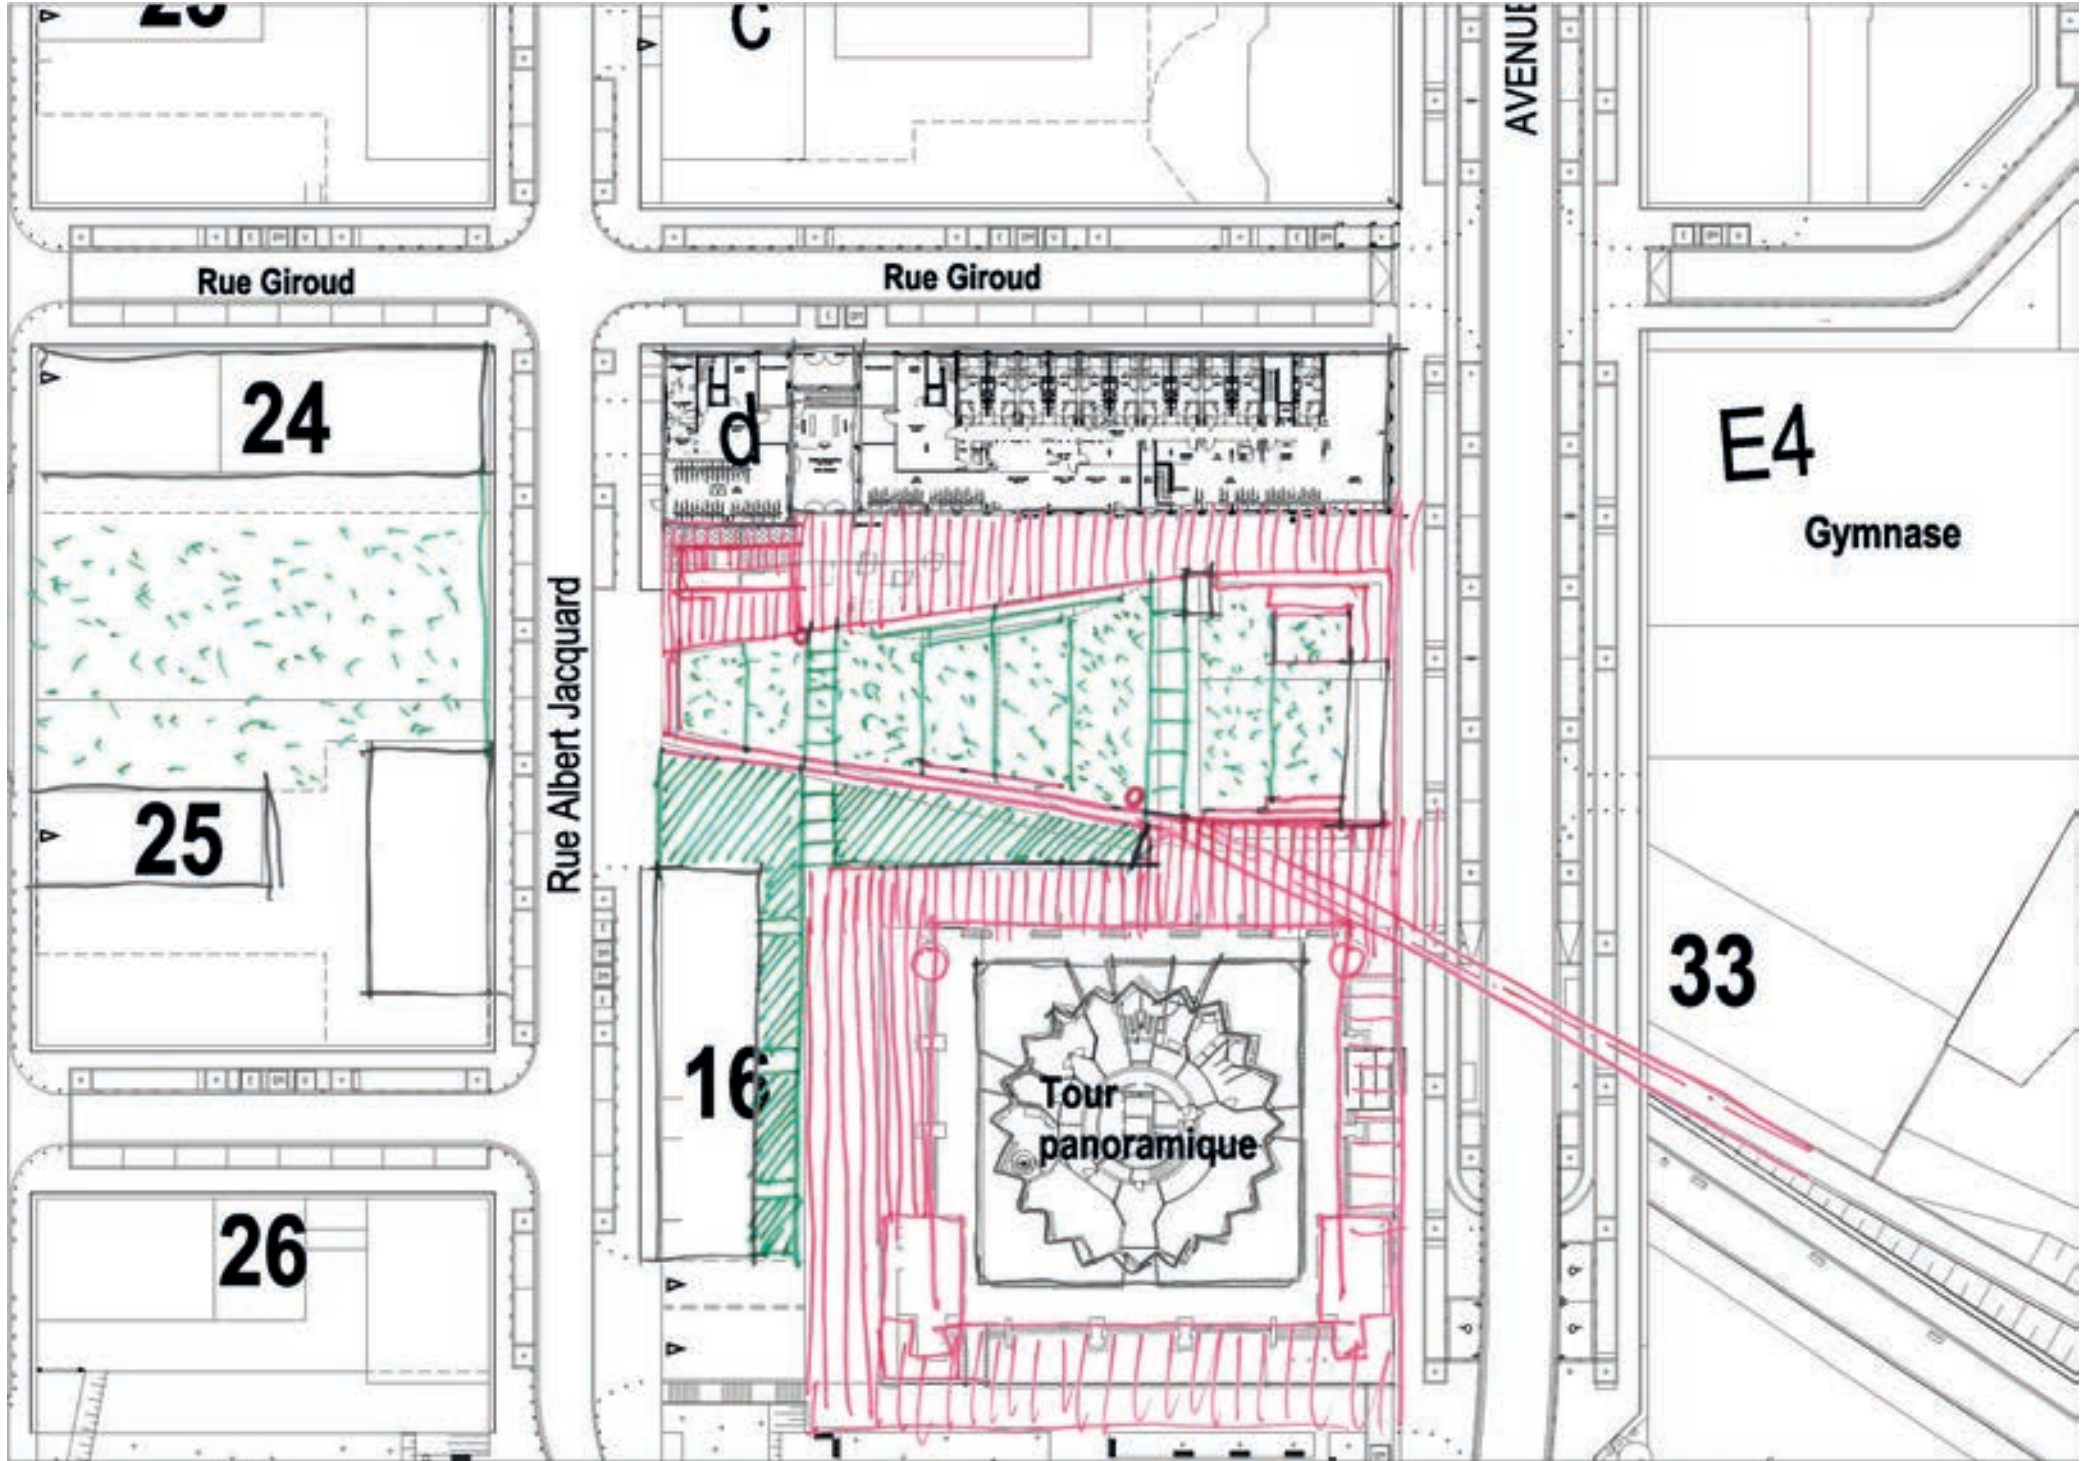 C
AVENUE
Rue Giroud
Rue Giroud
24
d
E4
Gymnase
Rue Albert Jacquard
25
33
16
Tour
panoramique
26